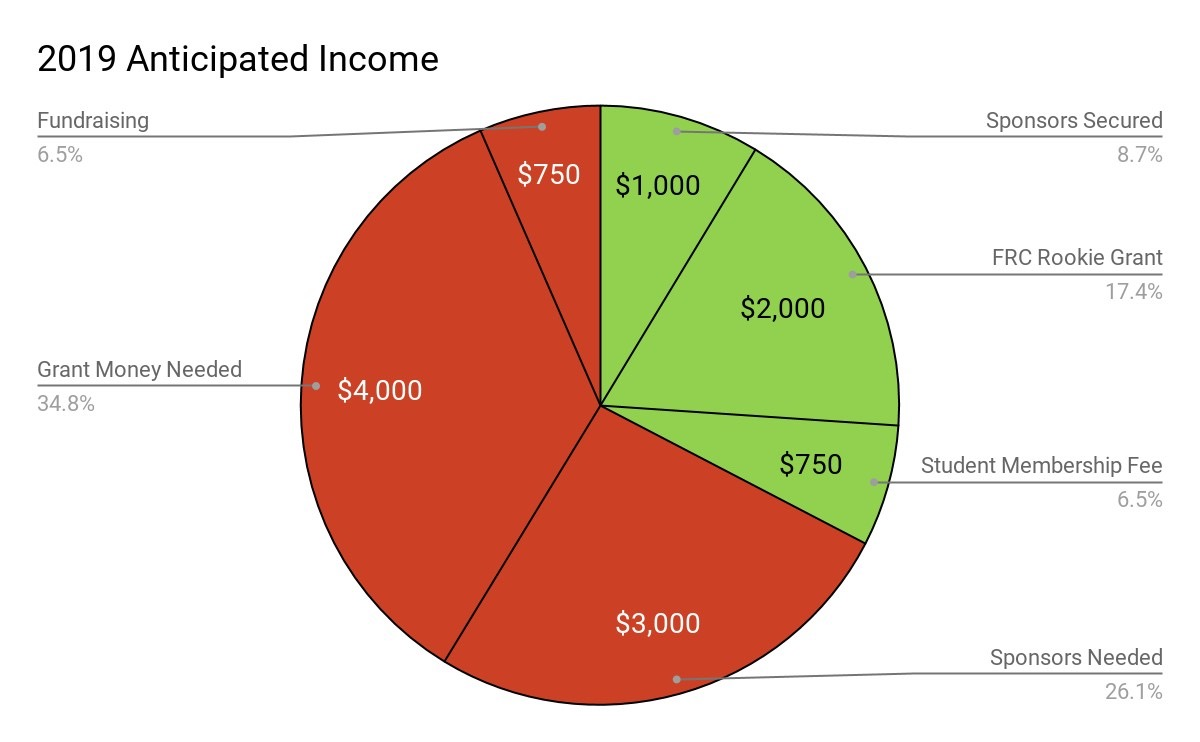 2019 Anticipated Income
Fundraising
6.5%
Sponsors Secured
8.7%
$750
$1,000
FRC Rookie Grant
17.4%
$2,000
Grant Money Needed
34.8%
$4,000
$750
Student Membership Fee
6.5%
$3,000
Sponsors Needed
26.1%